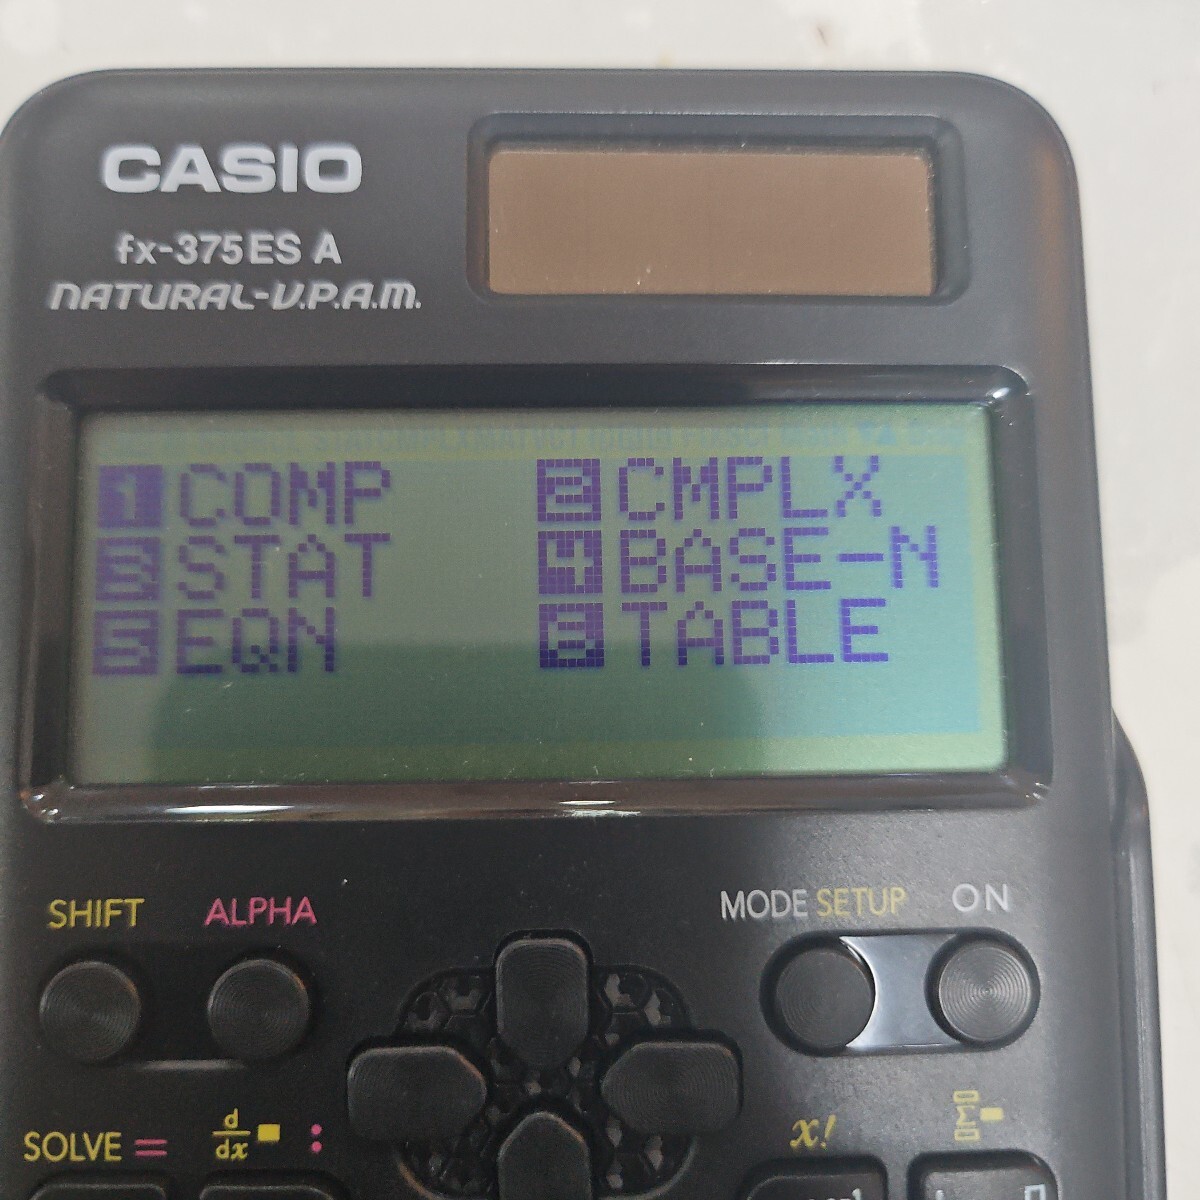 CASIO
fx-375ES A
NATURAL-V.P.A.M.
1 COMP 2 CMPLX
3 STAT 4 BASE-N
5 EQN 6 TABLE
SHIFT ALPHA MODE SETUP ON
SOLVE = d/dx : x! Σ